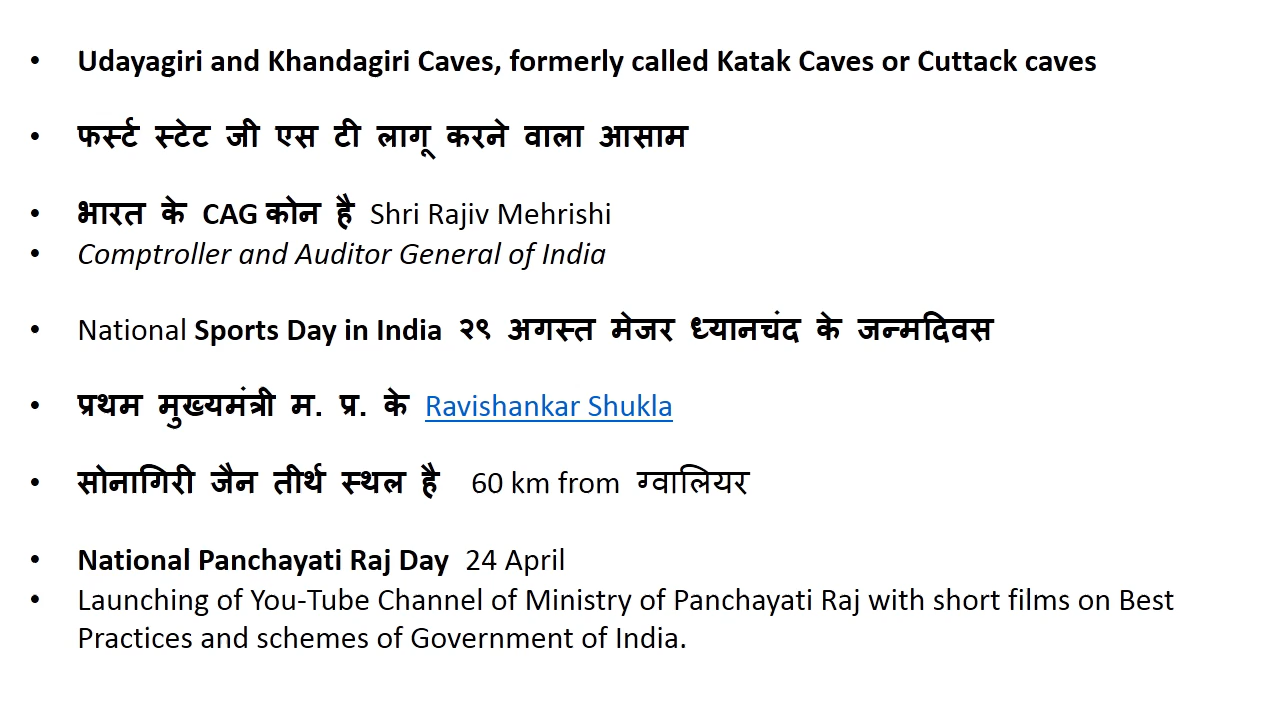 • Udayagiri and Khandagiri Caves, formerly called Katak Caves or Cuttack caves
• फर्स्ट स्टेट जी एस टी लागू करने वाला आसाम
• भारत के CAG कोन है Shri Rajiv Mehrishi
• Comptroller and Auditor General of India
• National Sports Day in India २९ अगस्त मेजर ध्यानचंद के जन्मदिवस
• प्रथम मुख्यमंत्री म. प्र. के Ravishankar Shukla
• सोनागिरी जैन तीर्थ स्थल है 60 km from ग्वालियर
• National Panchayati Raj Day 24 April
• Launching of You-Tube Channel of Ministry of Panchayati Raj with short films on Best
Practices and schemes of Government of India.